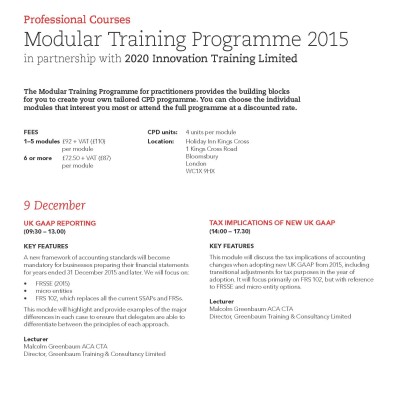 Professional Courses
Modular Training Programme 2015
in partnership with 2020 Innovation Training Limited
The Modular Training Programme for practitioners provides the building blocks
for you to create your own tailored CPD programme. You can choose the individual
modules that interest you most or attend the full programme at a discounted rate.
FEES
1–5 modules £92 + VAT (£110)
per module
6 or more £72.50 + VAT (£87)
per module
CPD units: 4 units per module
Location: Holiday Inn Kings Cross
1 Kings Cross Road
Bloomsbury
London
WC1X 9HX
9 December
UK GAAP REPORTING
(09:30 – 13.00)
KEY FEATURES
A new framework of accounting standards will become
mandatory for businesses preparing their financial statements
for years ended 31 December 2015 and later. We will focus on:
• FRSSE (2015)
• micro-entities
• FRS 102, which replaces all the current SSAPs and FRSs.
This module will highlight and provide examples of the major
differences in each case to ensure that delegates are able to
differentiate between the principles of each approach.
Lecturer
Malcolm Greenbaum ACA CTA
Director, Greenbaum Training & Consultancy Limited
TAX IMPLICATIONS OF NEW UK GAAP
(14:00 – 17.30)
KEY FEATURES
This module will discuss the tax implications of accounting
changes when adopting new UK GAAP from 2015, including
transitional adjustments for tax purposes in the year of
adoption. It will focus primarily on FRS 102, but with reference
to FRSSE and micro entity options.
Lecturer
Malcolm Greenbaum ACA CTA
Director, Greenbaum Training & Consultancy Limited